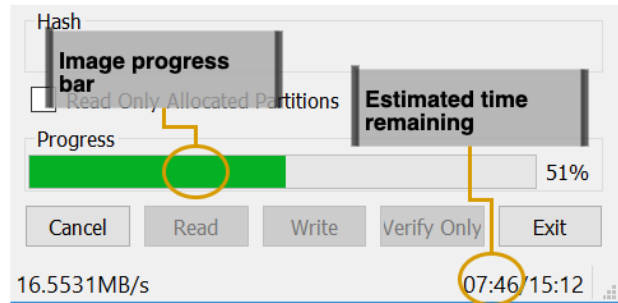 Hash
Image progress
bar
Read Only Allocated Partitions
Estimated time
remaining
Progress
51%
Cancel Read Write Verify Only Exit
16.5531MB/s 07:46/15:12